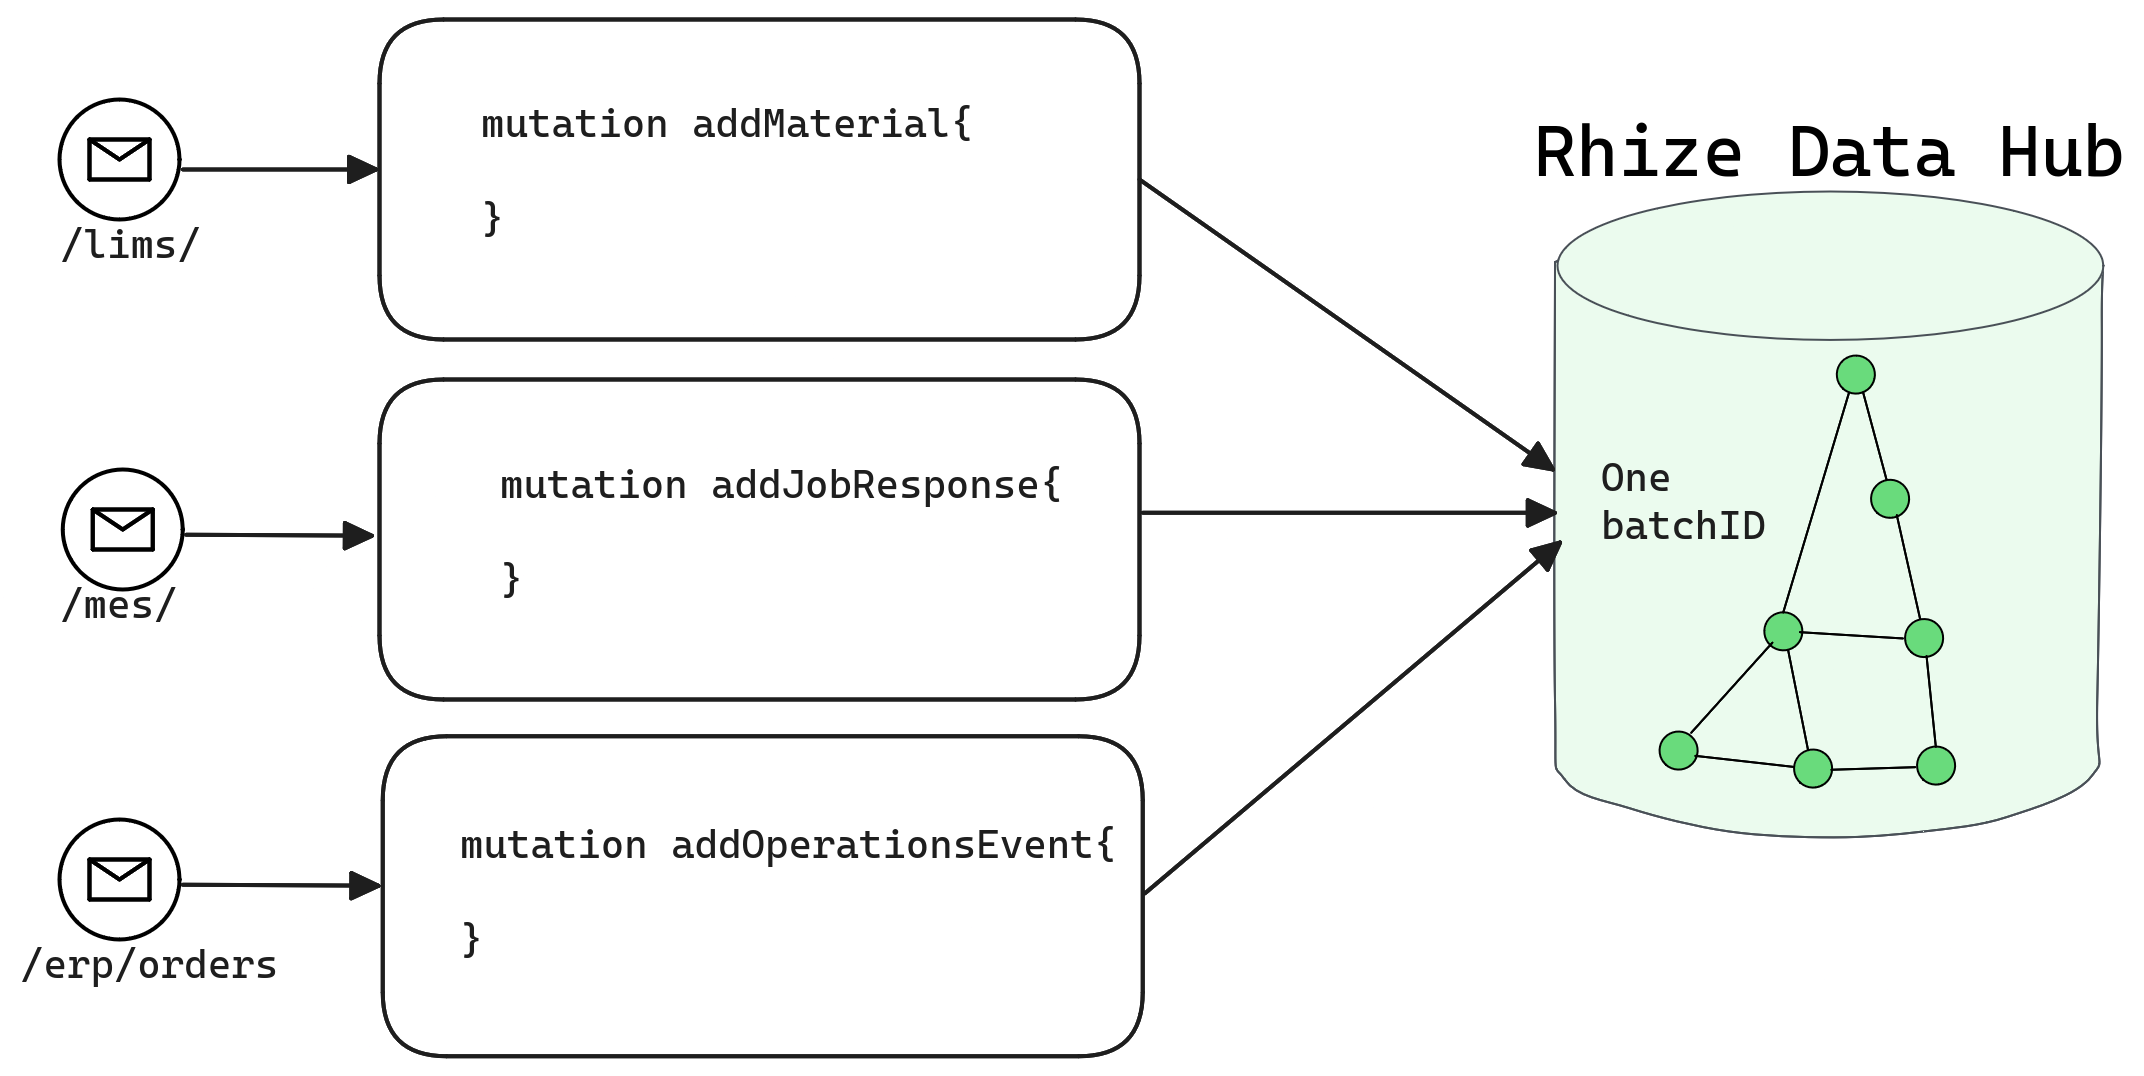 /lims/
mutation addMaterial{
}
/mes/
mutation addJobResponse{
}
/erp/orders
mutation addOperationsEvent{
}
Rhize Data Hub
One
batchID